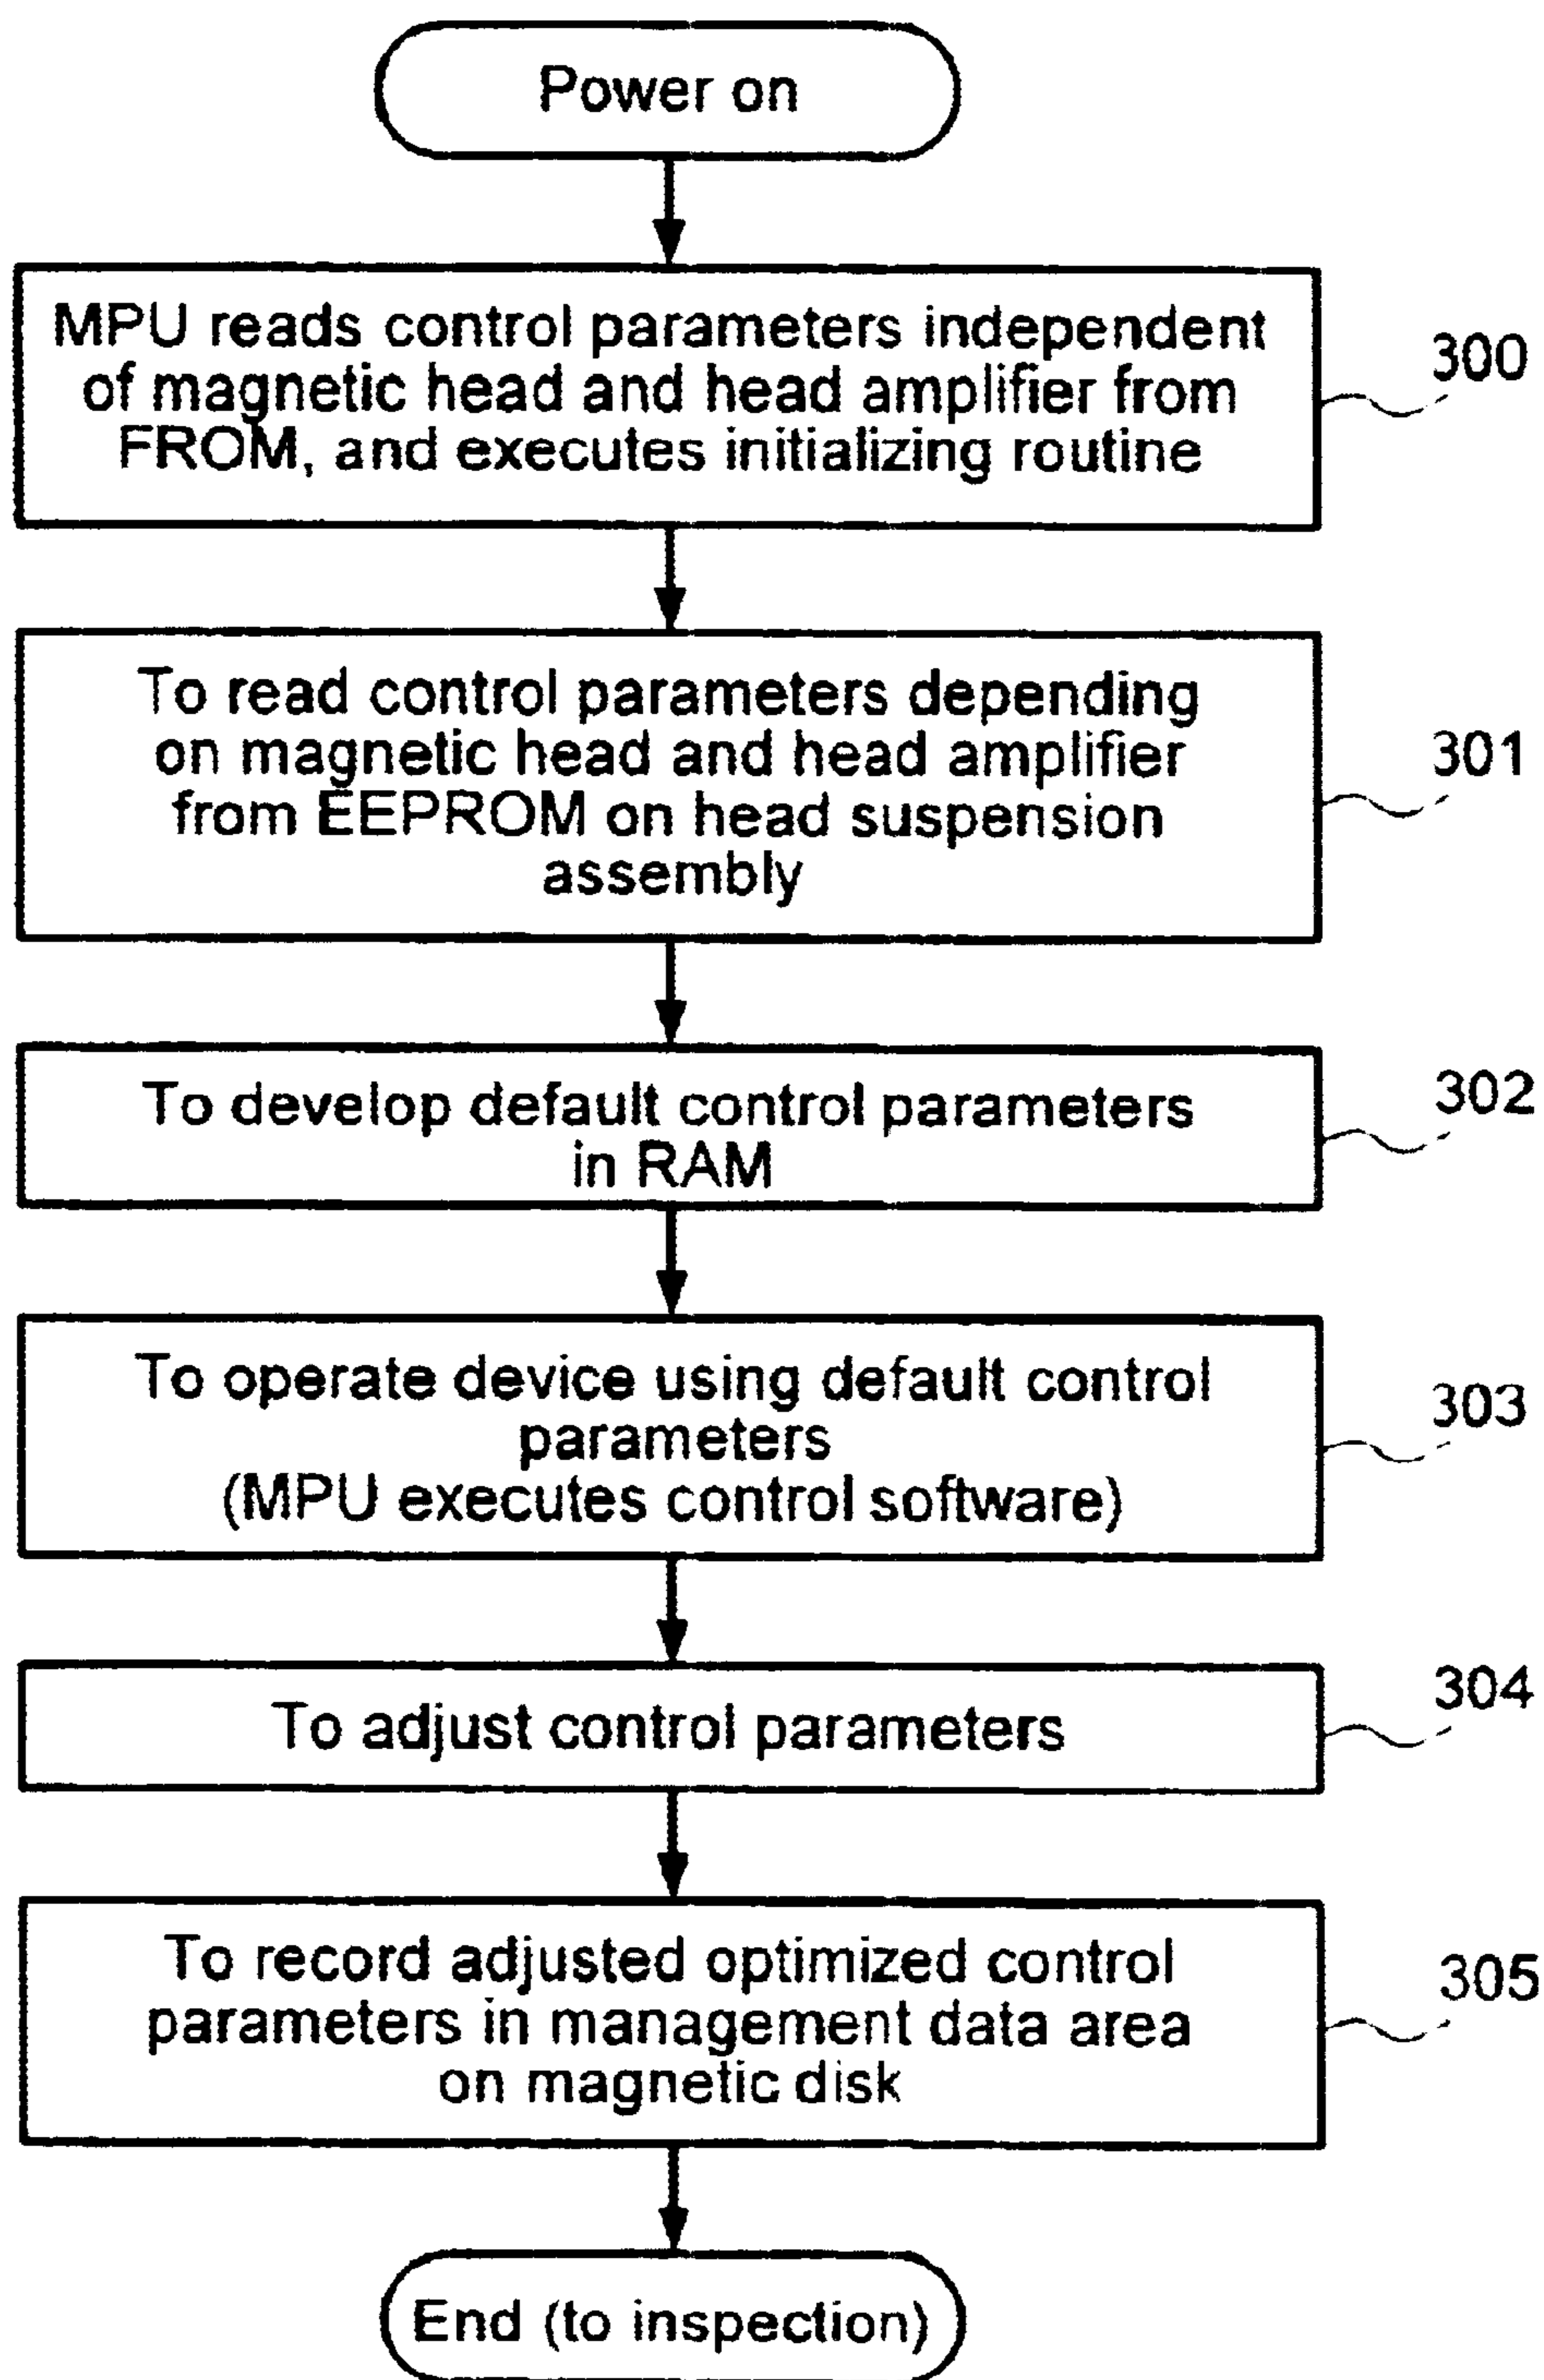 Power on
MPU reads control parameters independent
of magnetic head and head amplifier from
FROM, and executes initializing routine
300
To read control parameters depending
on magnetic head and head amplifier
from EEPROM on head suspension
assembly
301
To develop default control parameters
in RAM
302
To operate device using default control
parameters
(MPU executes control software)
303
To adjust control parameters
304
To record adjusted optimized control
parameters in management data area
on magnetic disk
305
End (to inspection)